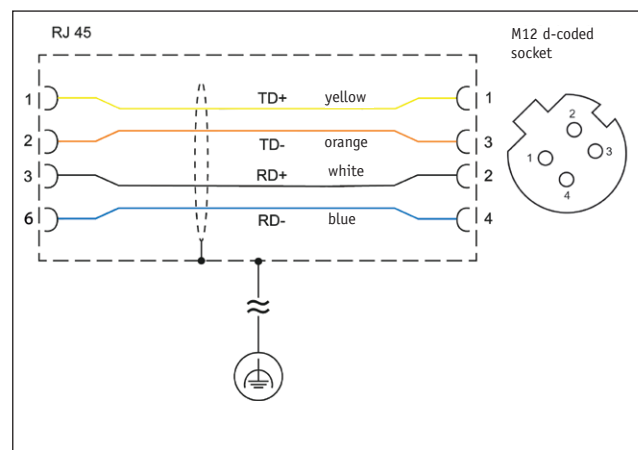 RJ 45
M12 d-coded
socket
1 TD+ yellow 1
2 TD- orange 3
3 RD+ white 2
6 RD- blue 4
2
1
3
4